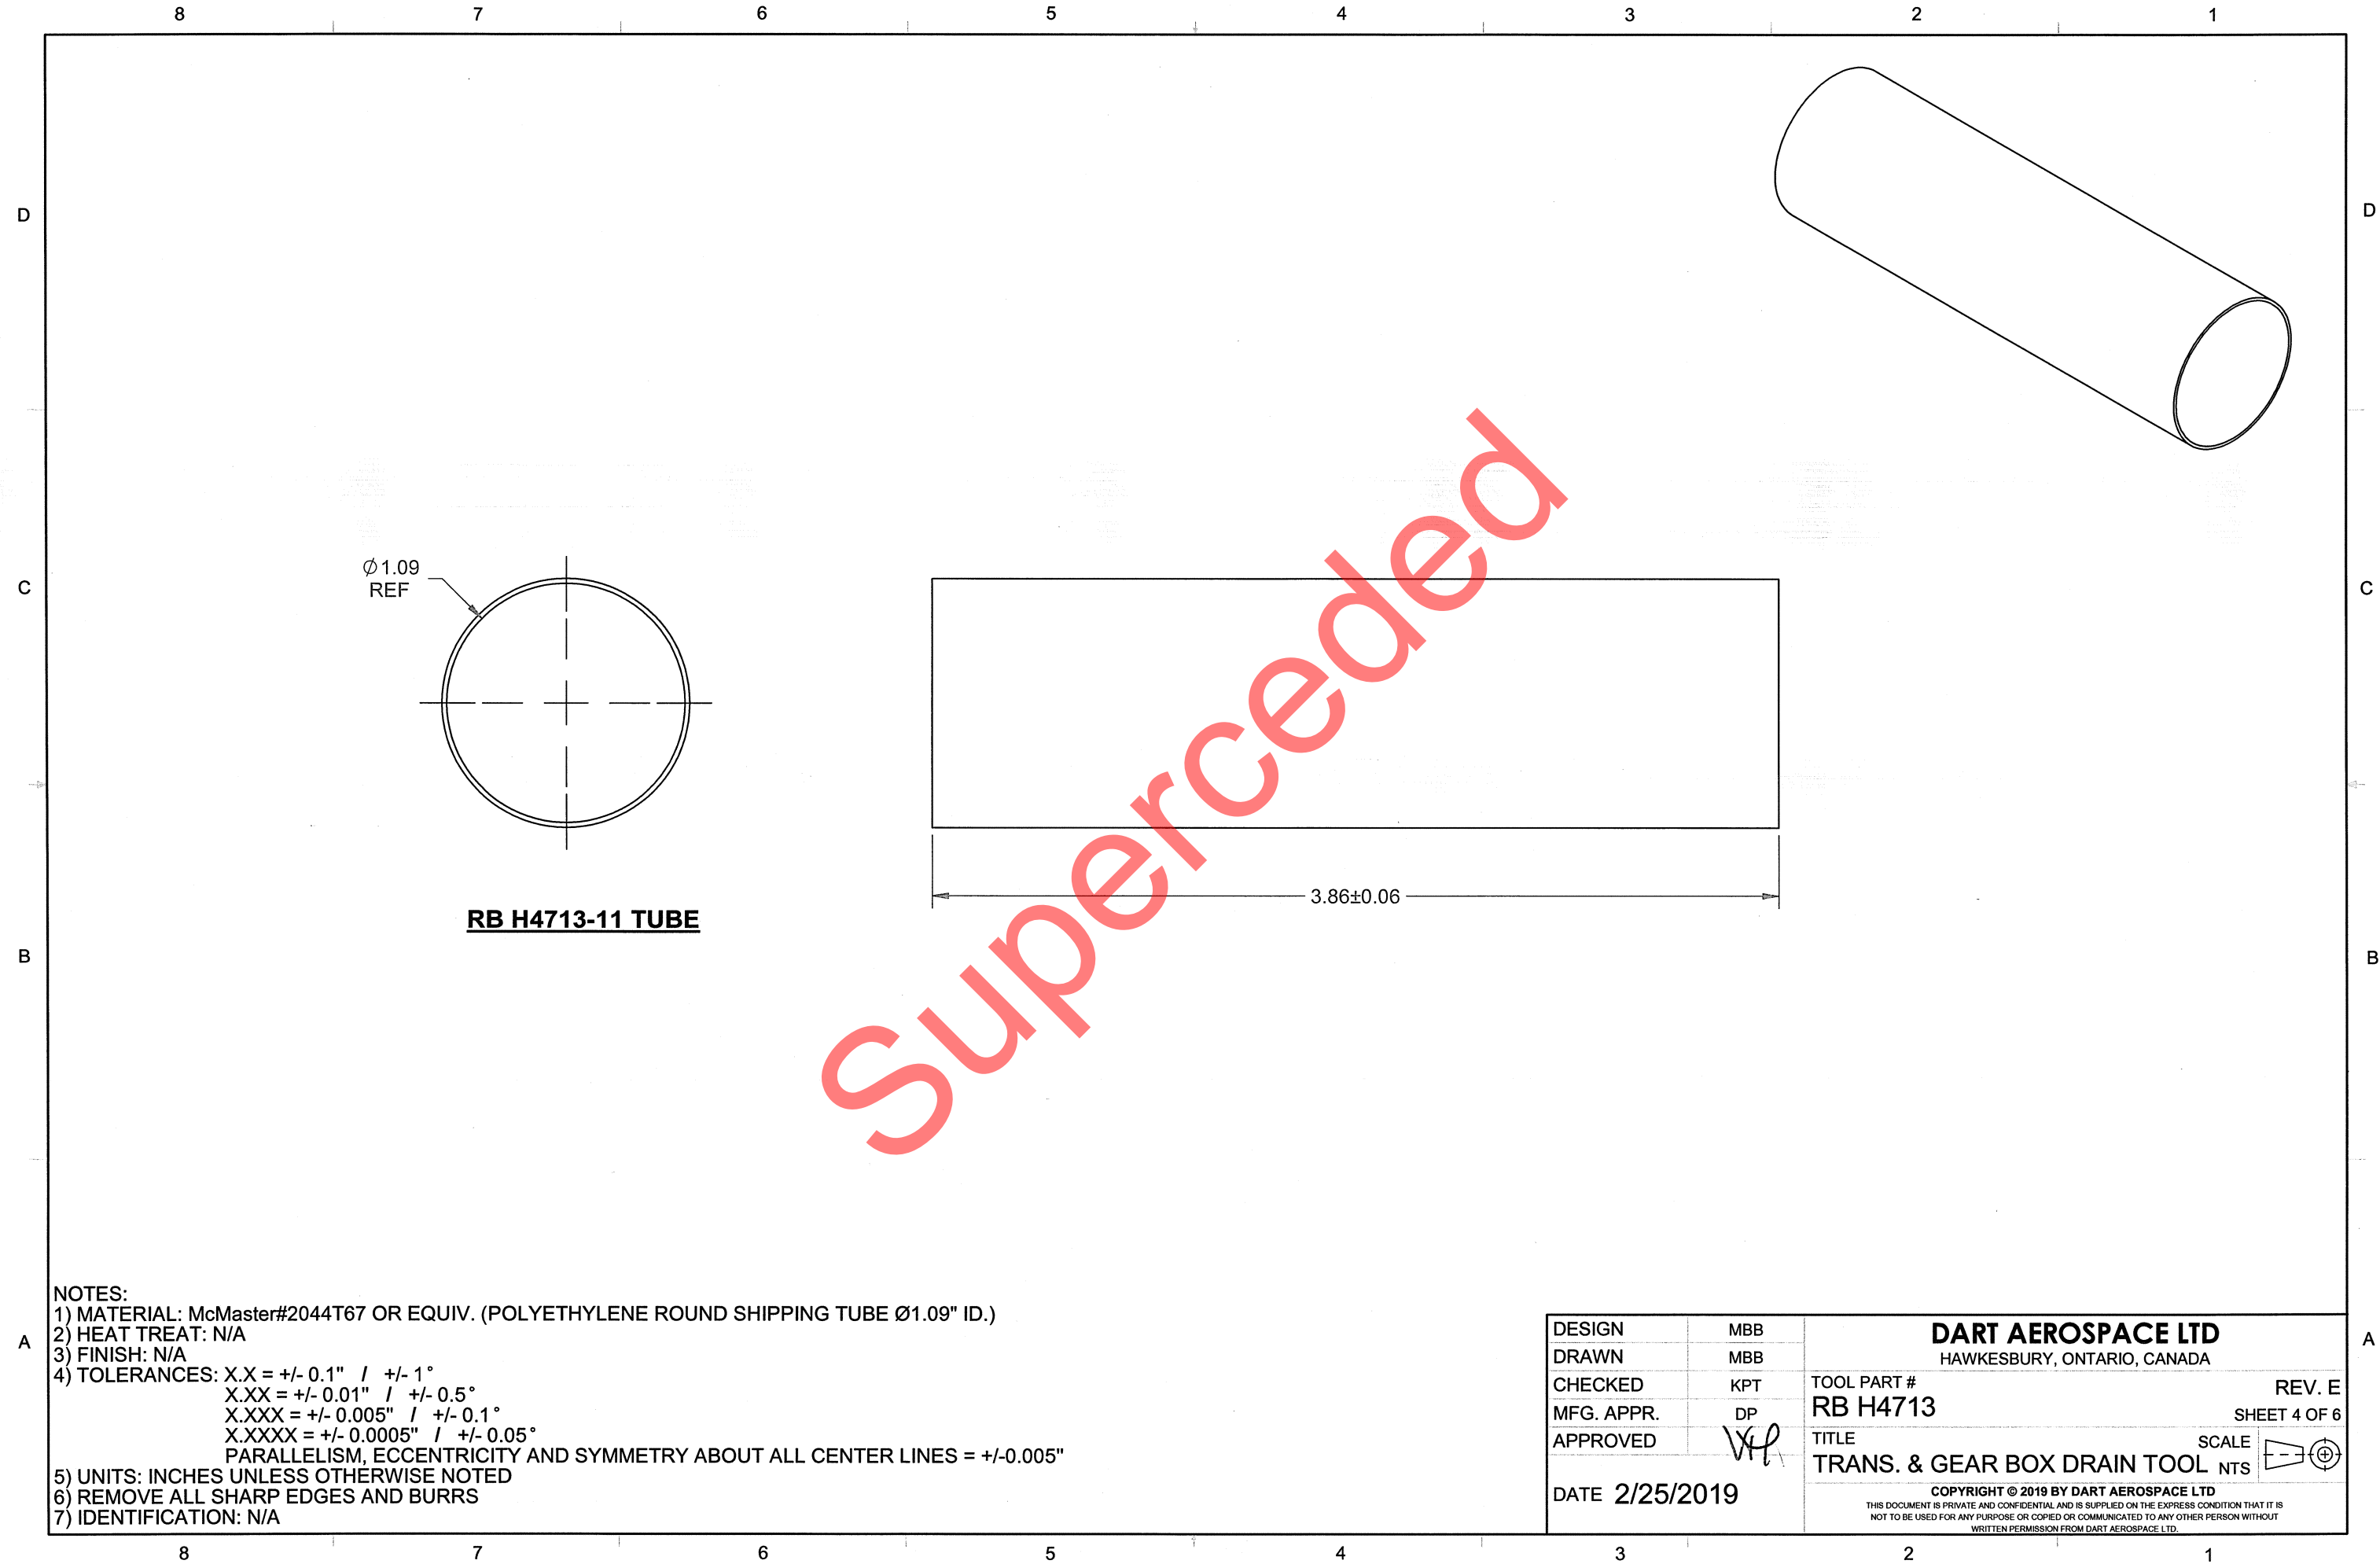 8 7 6 5 4 3 2 1
D D
C C
B B
A A
Ø1.09
REF
RB H4713-11 TUBE
3.86±0.06
Superceded
NOTES:
1) MATERIAL: McMaster#2044T67 OR EQUIV. (POLYETHYLENE ROUND SHIPPING TUBE Ø1.09" ID.)
2) HEAT TREAT: N/A
3) FINISH: N/A
4) TOLERANCES: X.X = +/- 0.1" / +/- 1°
X.XX = +/- 0.01" / +/- 0.5°
X.XXX = +/- 0.005" / +/- 0.1°
X.XXXX = +/- 0.0005" / +/- 0.05°
PARALLELISM, ECCENTRICITY AND SYMMETRY ABOUT ALL CENTER LINES = +/-0.005"
5) UNITS: INCHES UNLESS OTHERWISE NOTED
6) REMOVE ALL SHARP EDGES AND BURRS
7) IDENTIFICATION: N/A
DESIGN MBB
DRAWN MBB
CHECKED KPT
MFG. APPR. DP
APPROVED
DATE 2/25/2019
DART AEROSPACE LTD
HAWKESBURY, ONTARIO, CANADA
TOOL PART #
RB H4713
REV. E
SHEET 4 OF 6
TITLE
TRANS. & GEAR BOX DRAIN TOOL
SCALE
NTS
COPYRIGHT © 2019 BY DART AEROSPACE LTD
THIS DOCUMENT IS PRIVATE AND CONFIDENTIAL AND IS SUPPLIED ON THE EXPRESS CONDITION THAT IT IS
NOT TO BE USED FOR ANY PURPOSE OR COPIED OR COMMUNICATED TO ANY OTHER PERSON WITHOUT
WRITTEN PERMISSION FROM DART AEROSPACE LTD.
8 7 6 5 4 3 2 1